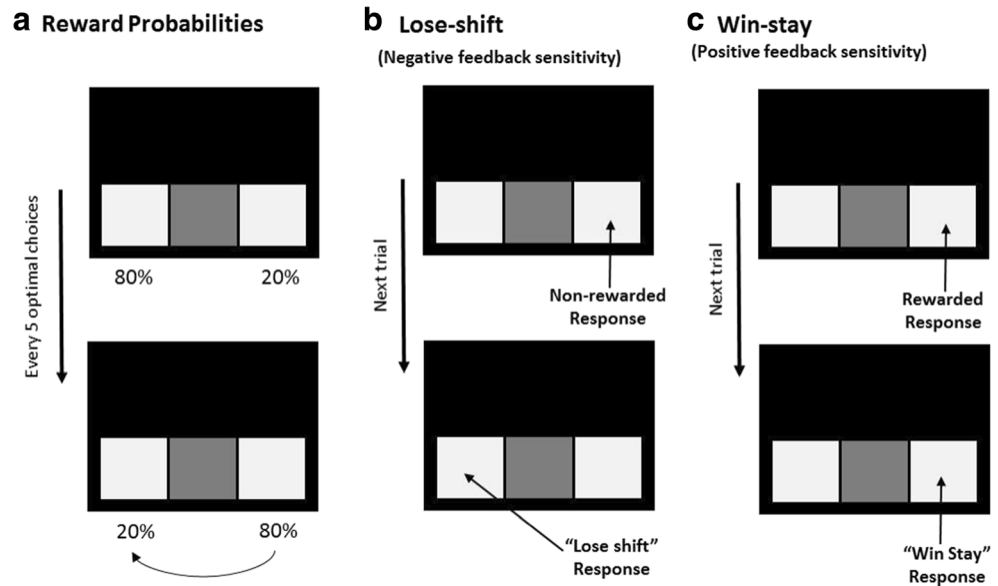 a Reward Probabilities
Every 5 optimal choices
80%
20%
20%
80%
b Lose-shift
(Negative feedback sensitivity)
Next trial
Non-rewarded
Response
“Lose shift”
Response
c Win-stay
(Positive feedback sensitivity)
Next trial
Rewarded
Response
“Win Stay”
Response